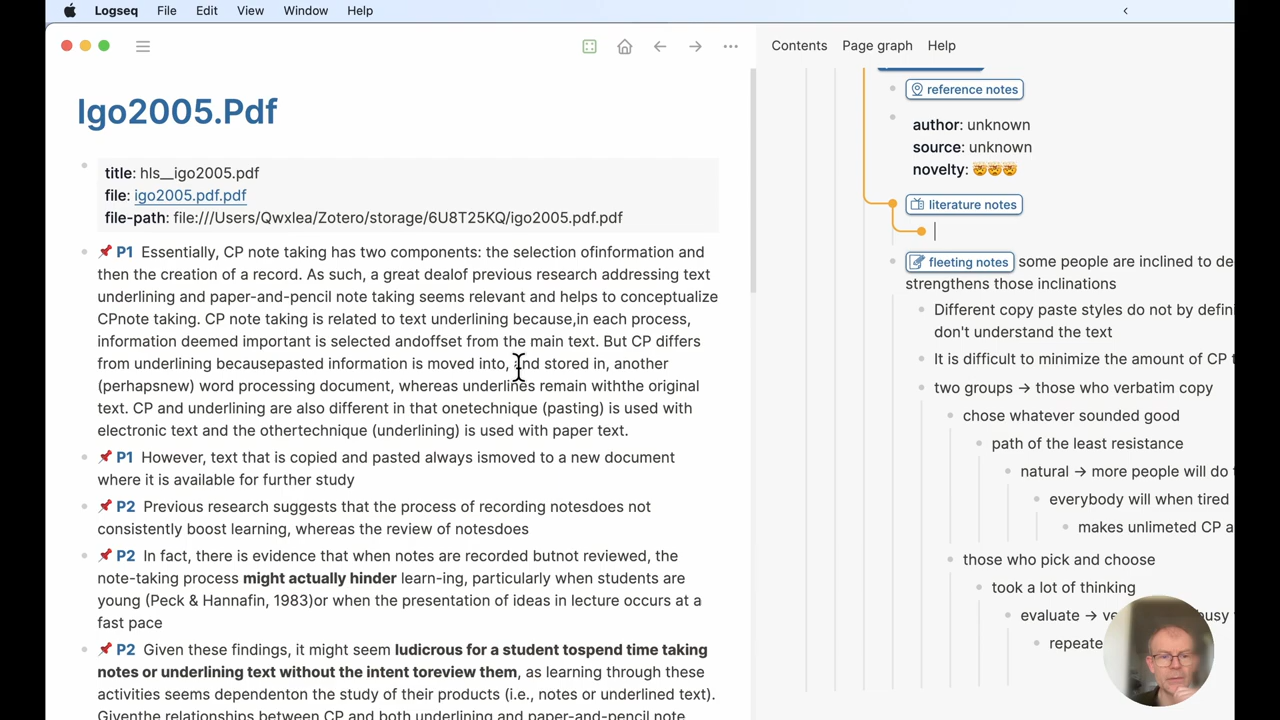 Logseq File Edit View Window Help
Contents Page graph Help
Igo2005.Pdf
title: hls__igo2005.pdf
file: igo2005.pdf.pdf
file-path: file:///Users/Qwxlea/Zotero/storage/6U8T25KQ/igo2005.pdf.pdf
P1 Essentially, CP note taking has two components: the selection ofinformation and
then the creation of a record. As such, a great dealof previous research addressing text
underlining and paper-and-pencil note taking seems relevant and helps to conceptualize
CPnote taking. CP note taking is related to text underlining because,in each process,
information deemed important is selected andoffset from the main text. But CP differs
from underlining becausepasted information is moved into, and stored in, another
(perhapsnew) word processing document, whereas underlines remain withthe original
text. CP and underlining are also different in that onetechnique (pasting) is used with
electronic text and the othertechnique (underlining) is used with paper text.
P1 However, text that is copied and pasted always ismoved to a new document
where it is available for further study
P2 Previous research suggests that the process of recording notesdoes not
consistently boost learning, whereas the review of notesdoes
P2 In fact, there is evidence that when notes are recorded butnot reviewed, the
note-taking process might actually hinder learn-ing, particularly when students are
young (Peck & Hannafin, 1983)or when the presentation of ideas in lecture occurs at a
fast pace
P2 Given these findings, it might seem ludicrous for a student tospend time taking
notes or underlining text without the intent toreview them, as learning through these
activities seems dependenton the study of their products (i.e., notes or underlined text).
Giventhe relationships between CP and both underlining and paper-and-pencil note
reference notes
author: unknown
source: unknown
novelty: 🤯🤯🤯
literature notes
fleeting notes some people are inclined to de
strengthens those inclinations
Different copy paste styles do not by defini
don't understand the text
It is difficult to minimize the amount of CP
two groups → those who verbatim copy
chose whatever sounded good
path of the least resistance
natural → more people will do
everybody will when tired
makes unlimeted CP a
those who pick and choose
took a lot of thinking
evaluate → ve busy
repeate